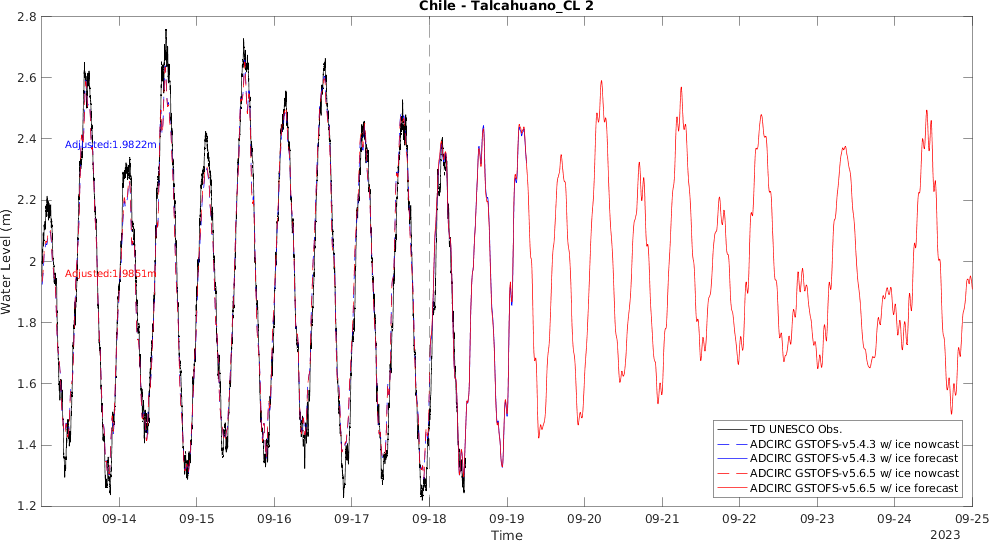 Chile - Talcahuano_CL 2
Water Level (m)
2.8
2.6
2.4
2.2
2
1.8
1.6
1.4
1.2
Adjusted:1.9822m
Adjusted:1.9851m
TD UNESCO Obs.
ADCIRC GSTOFS-v5.4.3 w/ ice nowcast
ADCIRC GSTOFS-v5.4.3 w/ ice forecast
ADCIRC GSTOFS-v5.6.5 w/ ice nowcast
ADCIRC GSTOFS-v5.6.5 w/ ice forecast
09-14 09-15 09-16 09-17 09-18 09-19 09-20 09-21 09-22 09-23 09-24 09-25
Time
2023